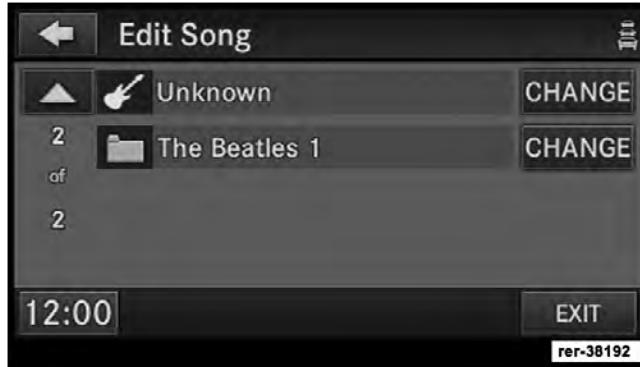 Edit Song
Unknown CHANGE
2 The Beatles 1 CHANGE
of
2
12:00 EXIT
rer-38192